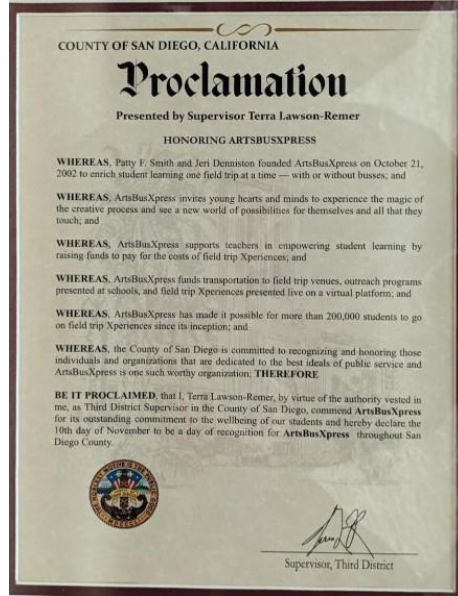 COUNTY OF SAN DIEGO, CALIFORNIA
Proclamation
Presented by Supervisor Terra Lawson-Remer
HONORING ARTSBUSXPRESS
WHEREAS, Patty F. Smith and Jeri Denniston founded ArtsBusXpress on October 21,
2002 to enrich student learning one field trip at a time — with or without busses; and
WHEREAS, ArtsBusXpress invites young hearts and minds to experience the magic of
the creative process and see a new world of possibilities for themselves and all that they
touch; and
WHEREAS, ArtsBusXpress supports teachers in empowering student learning by
raising funds to pay for the costs of field trip Xperiences; and
WHEREAS, ArtsBusXpress funds transportation to field trip venues, outreach programs
presented at schools, and field trip Xperiences presented live on a virtual platform; and
WHEREAS, ArtsBusXpress has made it possible for more than 200,000 students to go
on field trip Xperiences since its inception; and
WHEREAS, the County of San Diego is committed to recognizing and honoring those
individuals and organizations that are dedicated to the best ideals of public service and
ArtsBusXpress is one such worthy organization; THEREFORE
BE IT PROCLAIMED, that I, Terra Lawson-Remer, by virtue of the authority vested in
me, as Third District Supervisor in the County of San Diego, commend ArtsBusXpress
for its outstanding commitment to the wellbeing of our students and hereby declare the
10th day of November to be a day of recognition for ArtsBusXpress throughout San
Diego County.
Supervisor, Third District